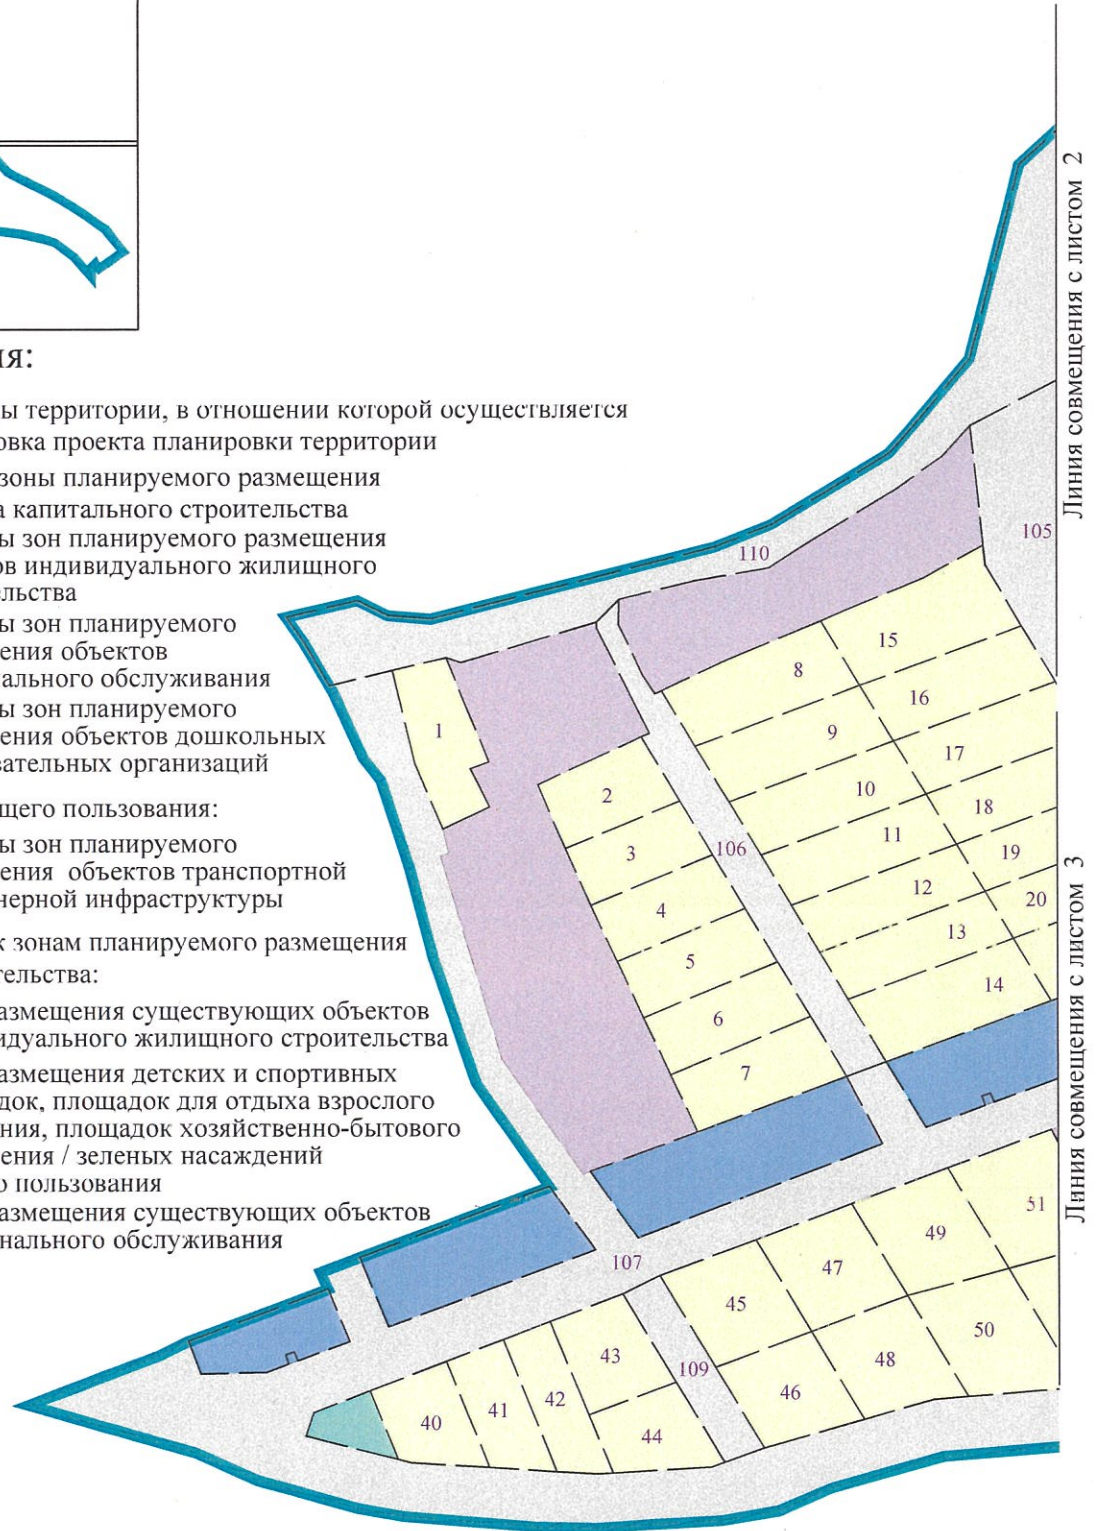 ия:
ы территории, в отношении которой осуществляется
овка проекта планировки территории
зоны планируемого размещения
а капитального строительства
ы зон планируемого размещения
ов индивидуального жилищного
ельства
ы зон планируемого
ения объектов
нального обслуживания
ы зон планируемого
ения объектов дошкольных
вательных организаций
щего пользования:
ы зон планируемого
ения объектов транспортной
нерной инфраструктуры
к зонам планируемого размещения
тельства:
азмещения существующих объектов
идуального жилищного строительства
азмещения детских и спортивных
док, площадок для отдыха взрослого
ния, площадок хозяйственно-бытового
ения / зеленых насаждений
о пользования
азмещения существующих объектов
нального обслуживания
Линия совмещения с листом 2
Линия совмещения с листом 3
105
110
15
8
16
1
9
17
2
10
18
106
11
3
19
12
20
4
13
5
14
6
7
51
49
107
47
45
50
43
48
109
46
42
41
40
44